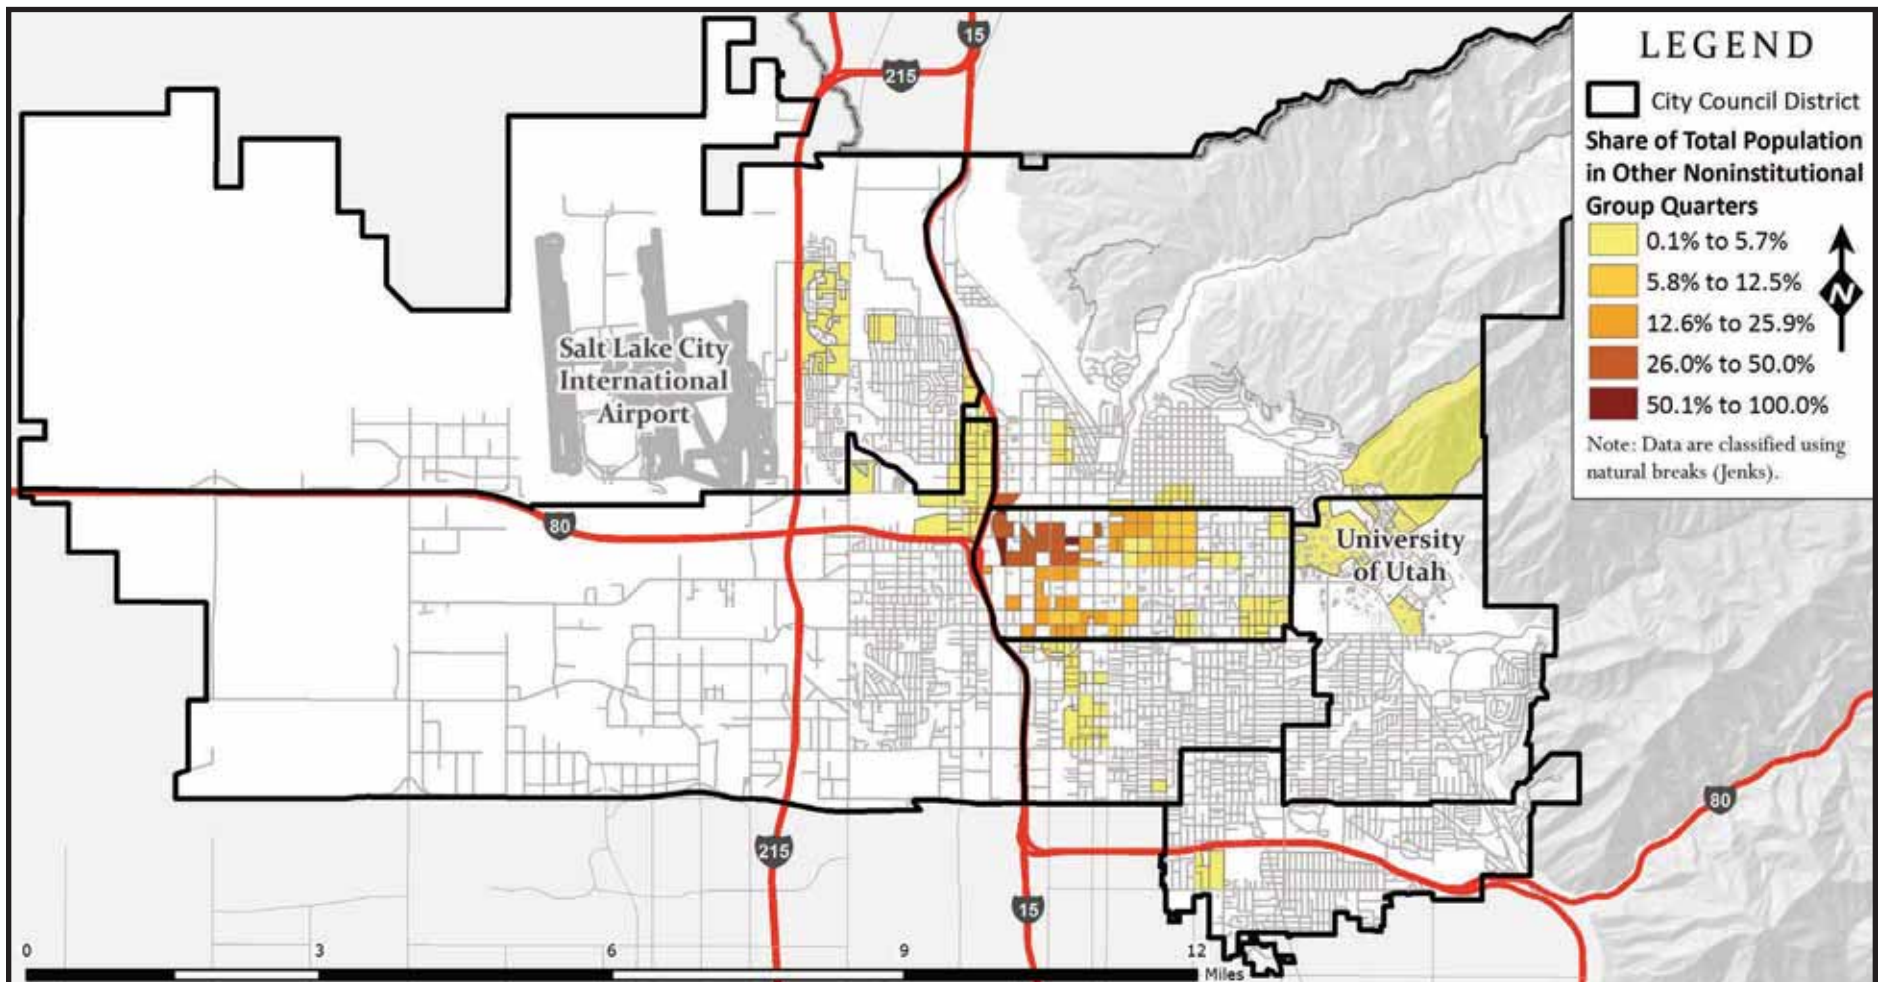 15
215
LEGEND
City Council District
Share of Total Population
in Other Noninstitutional
Group Quarters
0.1% to 5.7%
5.8% to 12.5%
12.6% to 25.9%
26.0% to 50.0%
50.1% to 100.0%
N
Note: Data are classified using
natural breaks (Jenks).
Salt Lake City
International
Airport
80
University
of Utah
80
215
15
0 3 6 9 12
Miles